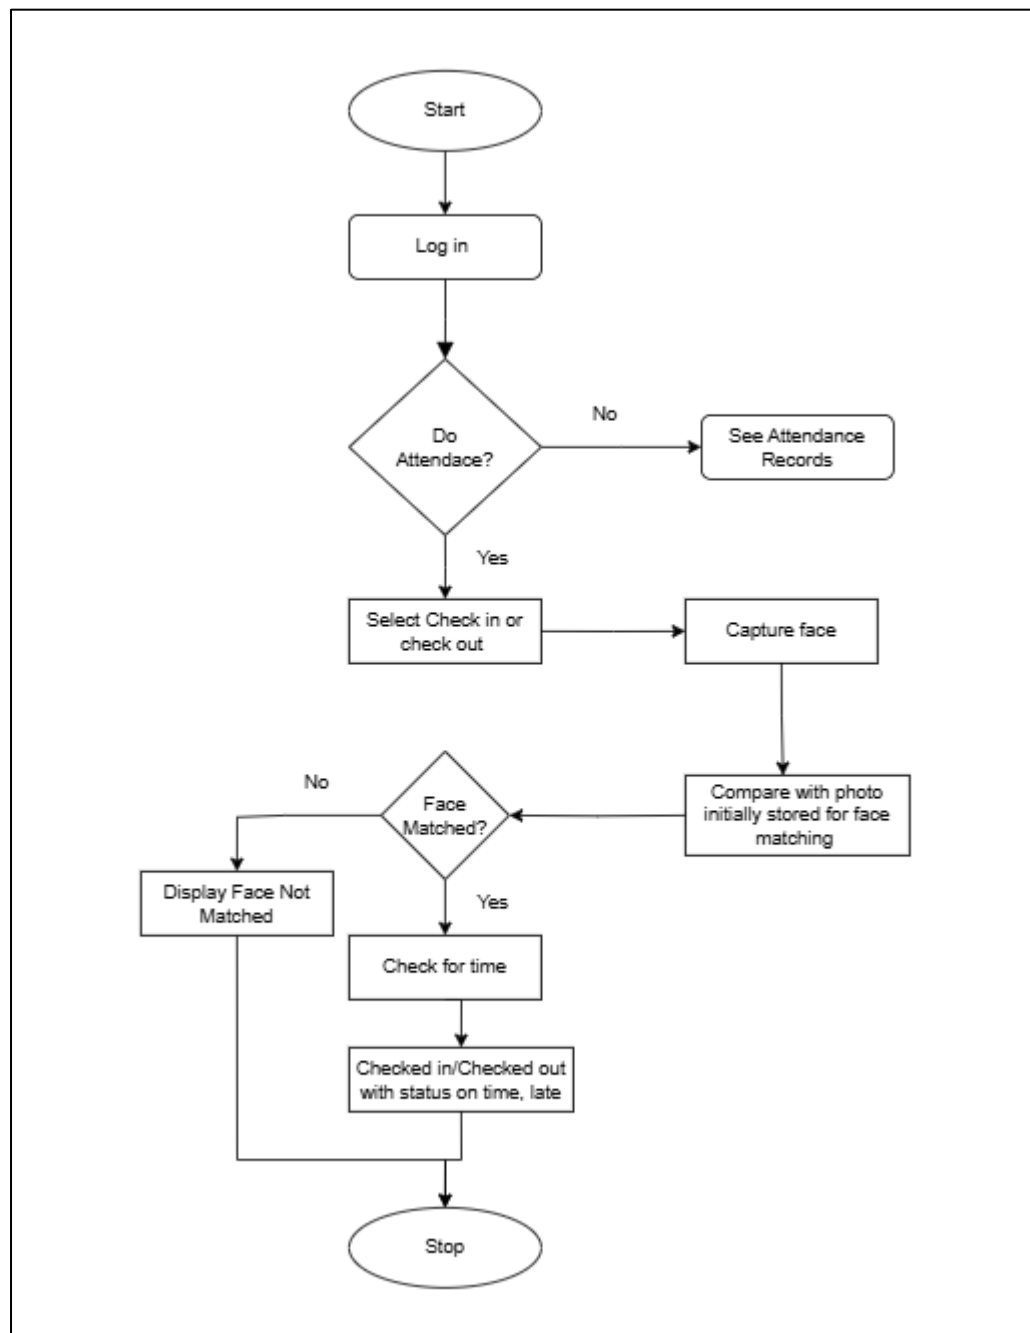 Start
Log in
Do
Attendace?
No
See Attendance
Records
Yes
Select Check in or
check out
Capture face
No
Face
Matched?
Compare with photo
initially stored for face
matching
Display Face Not
Matched
Yes
Check for time
Checked in/Checked out
with status on time, late
Stop